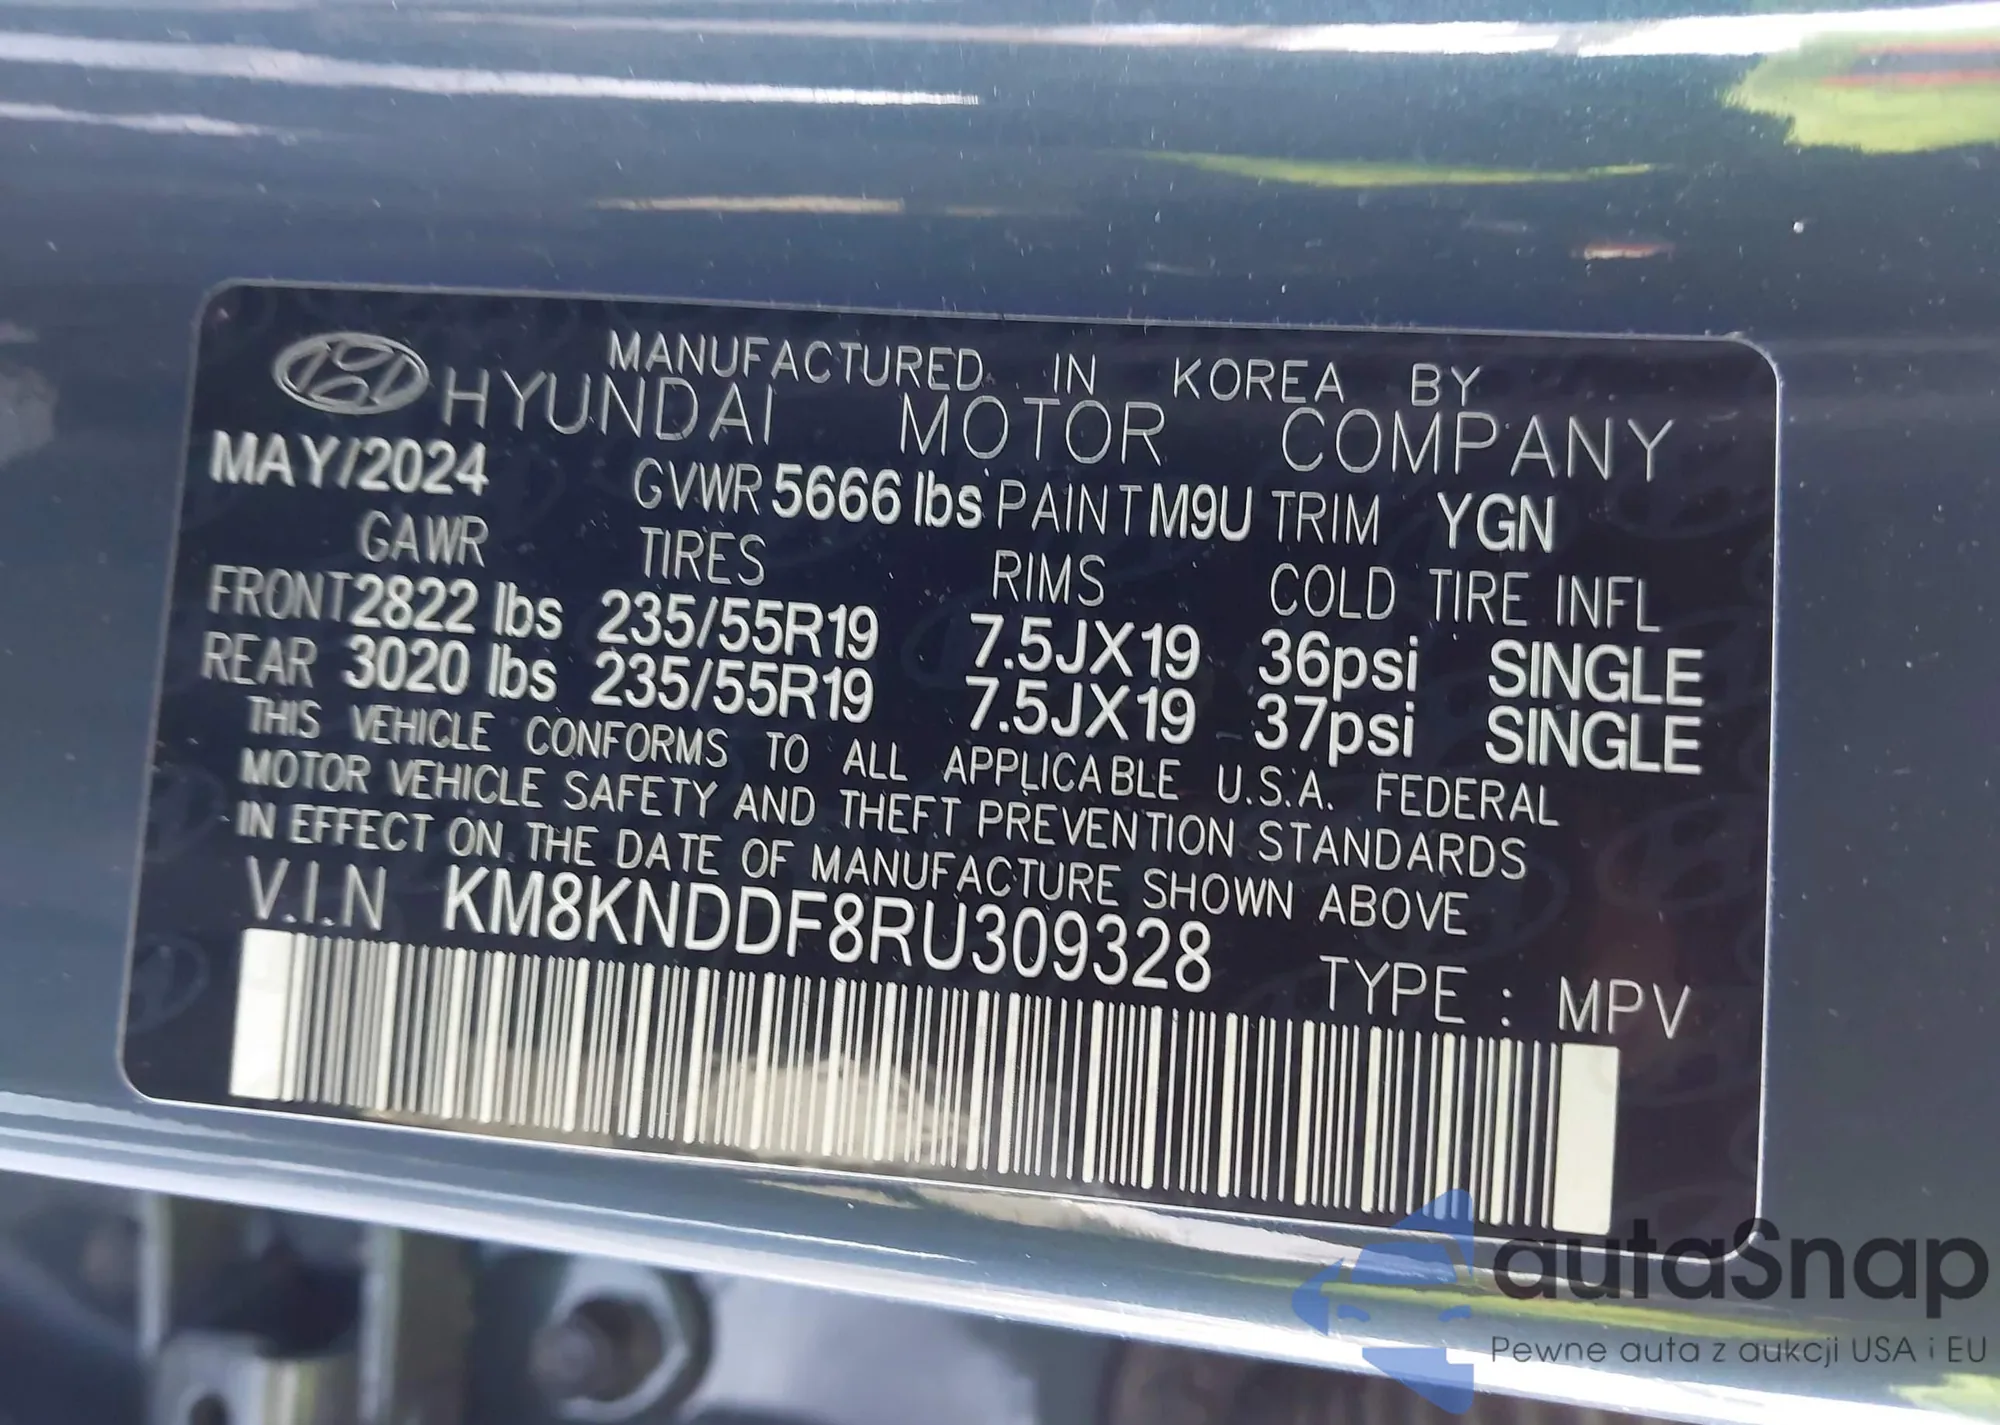 MANUFACTURED IN KOREA BY
HYUNDAI MOTOR COMPANY
MAY/2024 GVWR 5666 lbs PAINT M9U TRIM YGN
GAWR TIRES RIMS COLD TIRE INFL
FRONT 2822 lbs 235/55R19 7.5JX19 36psi SINGLE
REAR 3020 lbs 235/55R19 7.5JX19 37psi SINGLE
THIS VEHICLE CONFORMS TO ALL APPLICABLE U.S.A. FEDERAL
MOTOR VEHICLE SAFETY AND THEFT PREVENTION STANDARDS
IN EFFECT ON THE DATE OF MANUFACTURE SHOWN ABOVE
V.I.N KM8KNDDF8RU309328
TYPE : MPV
autaSnap
Pewne auta z aukcji USA i EU